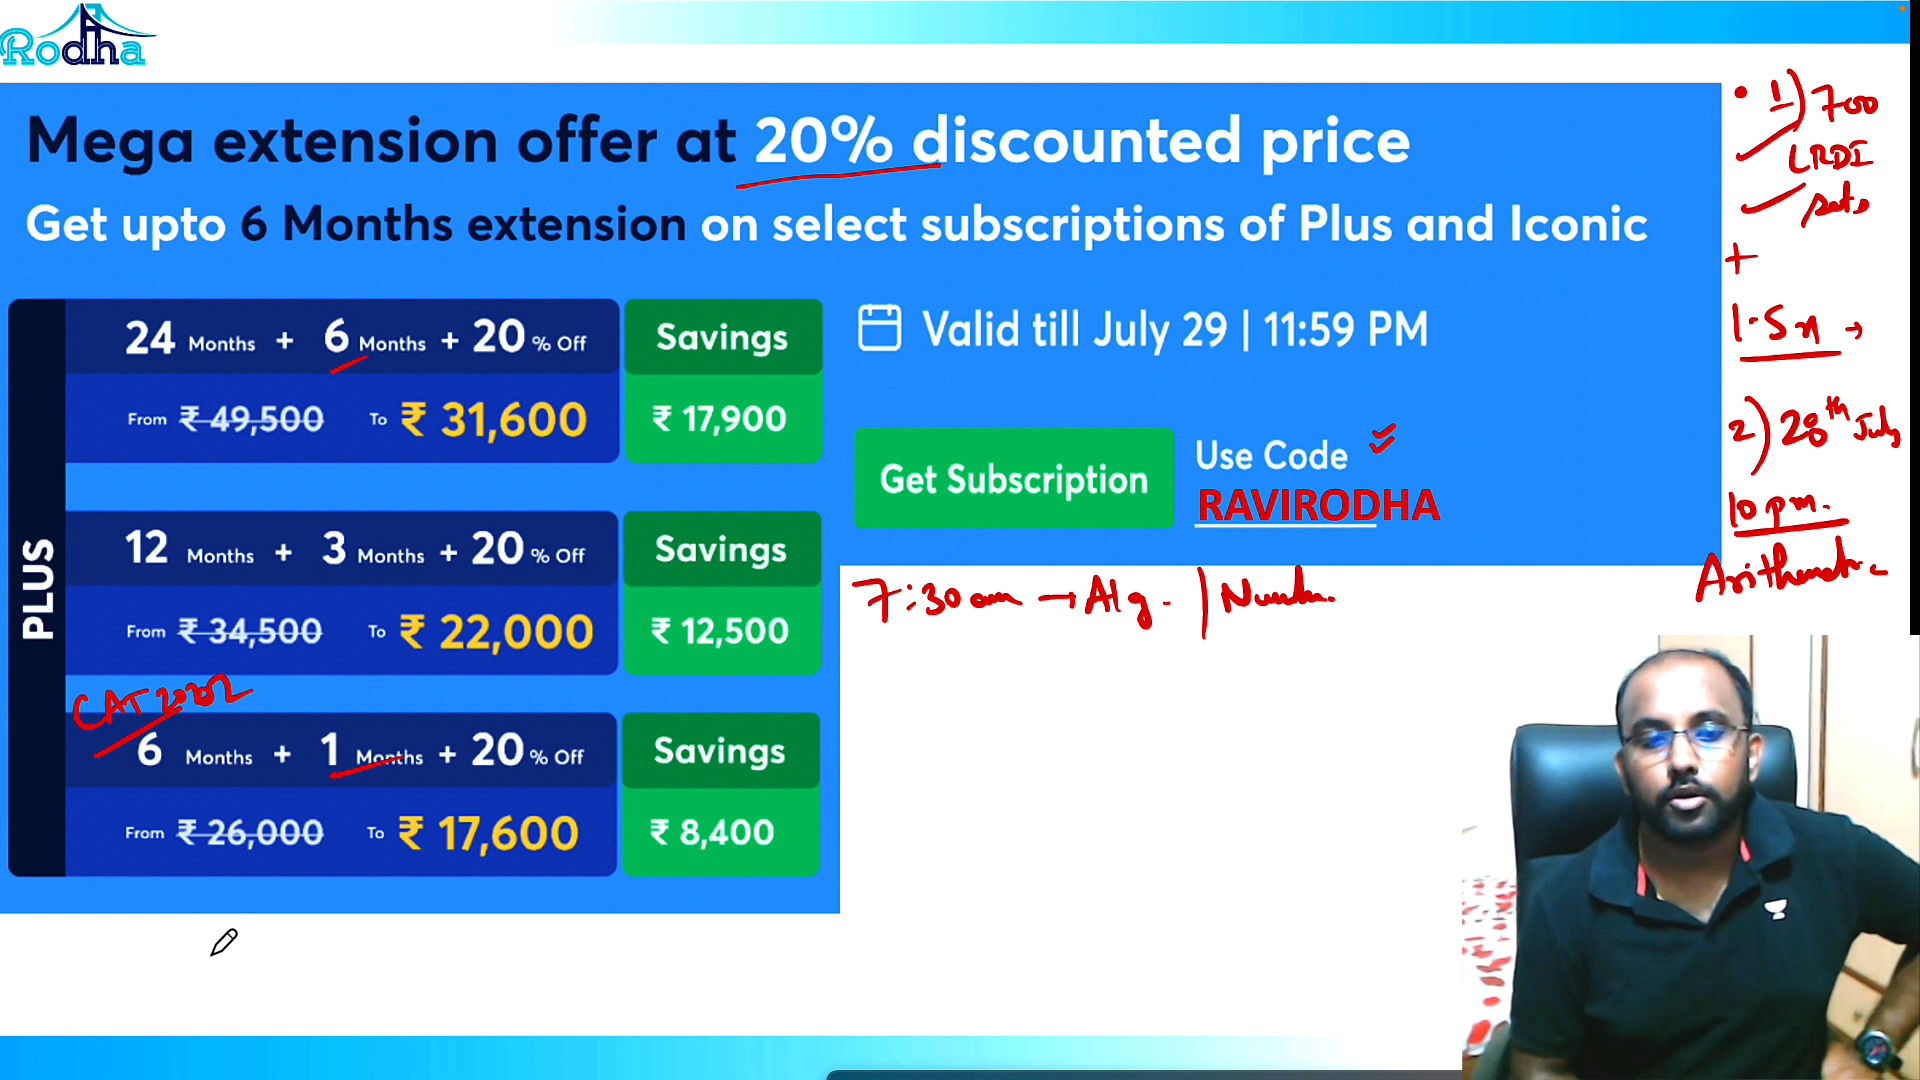 Rodha
Mega extension offer at 20% discounted price
Get upto 6 Months extension on select subscriptions of Plus and Iconic
PLUS
24 Months + 6 Months + 20 % Off
Savings
From ₹ 49,500 To ₹ 31,600
₹ 17,900
12 Months + 3 Months + 20 % Off
Savings
From ₹ 34,500 To ₹ 22,000
₹ 12,500
CAT 2022
6 Months + 1 Months + 20 % Off
Savings
From ₹ 26,000 To ₹ 17,600
₹ 8,400
Valid till July 29 | 11:59 PM
Get Subscription
Use Code
RAVIRODHA
7:30 am → Alg. | Number
• 1) 700
LRDI
sets
+
1.5x →
2) 28th July
10 pm.
Arithmetic